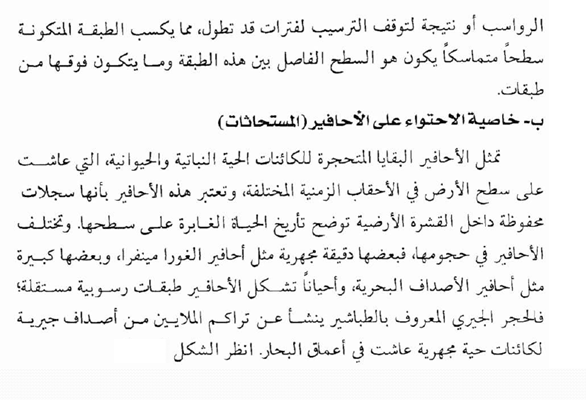 الرواسب أو نتيجة لتوقف الترسيب لفترات قد تطول، مما يكسب الطبقة المتكونة
سطحاً متماسكاً يكون هو السطح الفاصل بين هذه الطبقة وما يتكون فوقها من
طبقات.
ب- خاصية الاحتواء على الأحافير (المستحاثات)
تمثل الأحافير البقايا المتحجرة للكائنات الحية النباتية والحيوانية، التي عاشت
على سطح الأرض في الأحقاب الزمنية المختلفة، وتعتبر هذه الأحافير بأنها سجلات
محفوظة داخل القشرة الأرضية توضح تأريخ الحياة الغابرة على سطحها. وتختلف
الأحافير في حجومها، فبعضها دقيقة مجهرية مثل أحافير الغورا مينفرا، وبعضها كبيرة
مثل أحافير الأصداف البحرية، وأحياناً تشكل الأحافير طبقات رسوبية مستقلة؛
فالحجر الجيري المعروف بالطباشير ينشأ عن تراكم الملايين من أصداف جيرية
لكائنات حية مجهرية عاشت في أعماق البحار. انظر الشكل